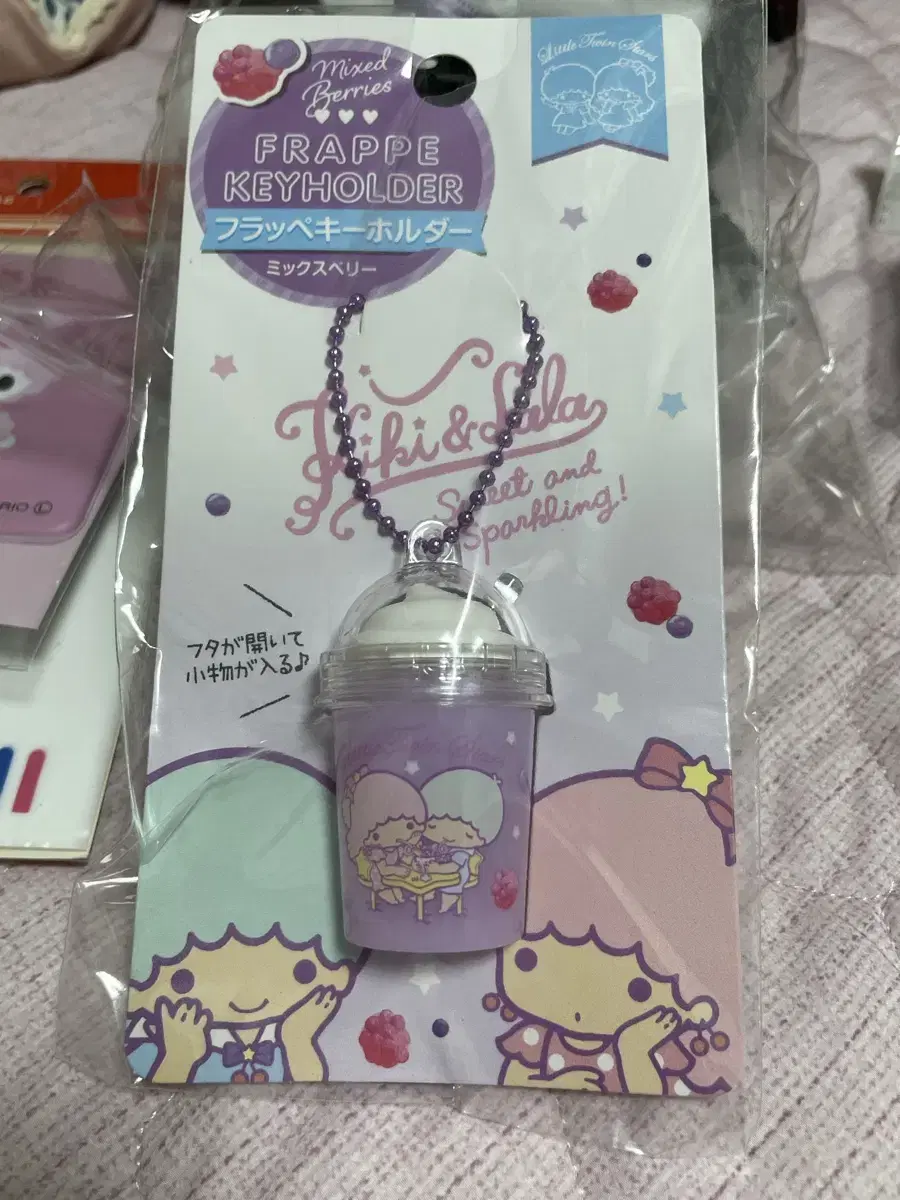 Mixed
Berries
FRAPPE
KEYHOLDER
フラッペキーホルダー
ミックスベリー
Little Twin Stars
Kiki & Lala
Sweet and
Sparkling!
フタが開いて
小物が入る♪
RIO Ⓛ